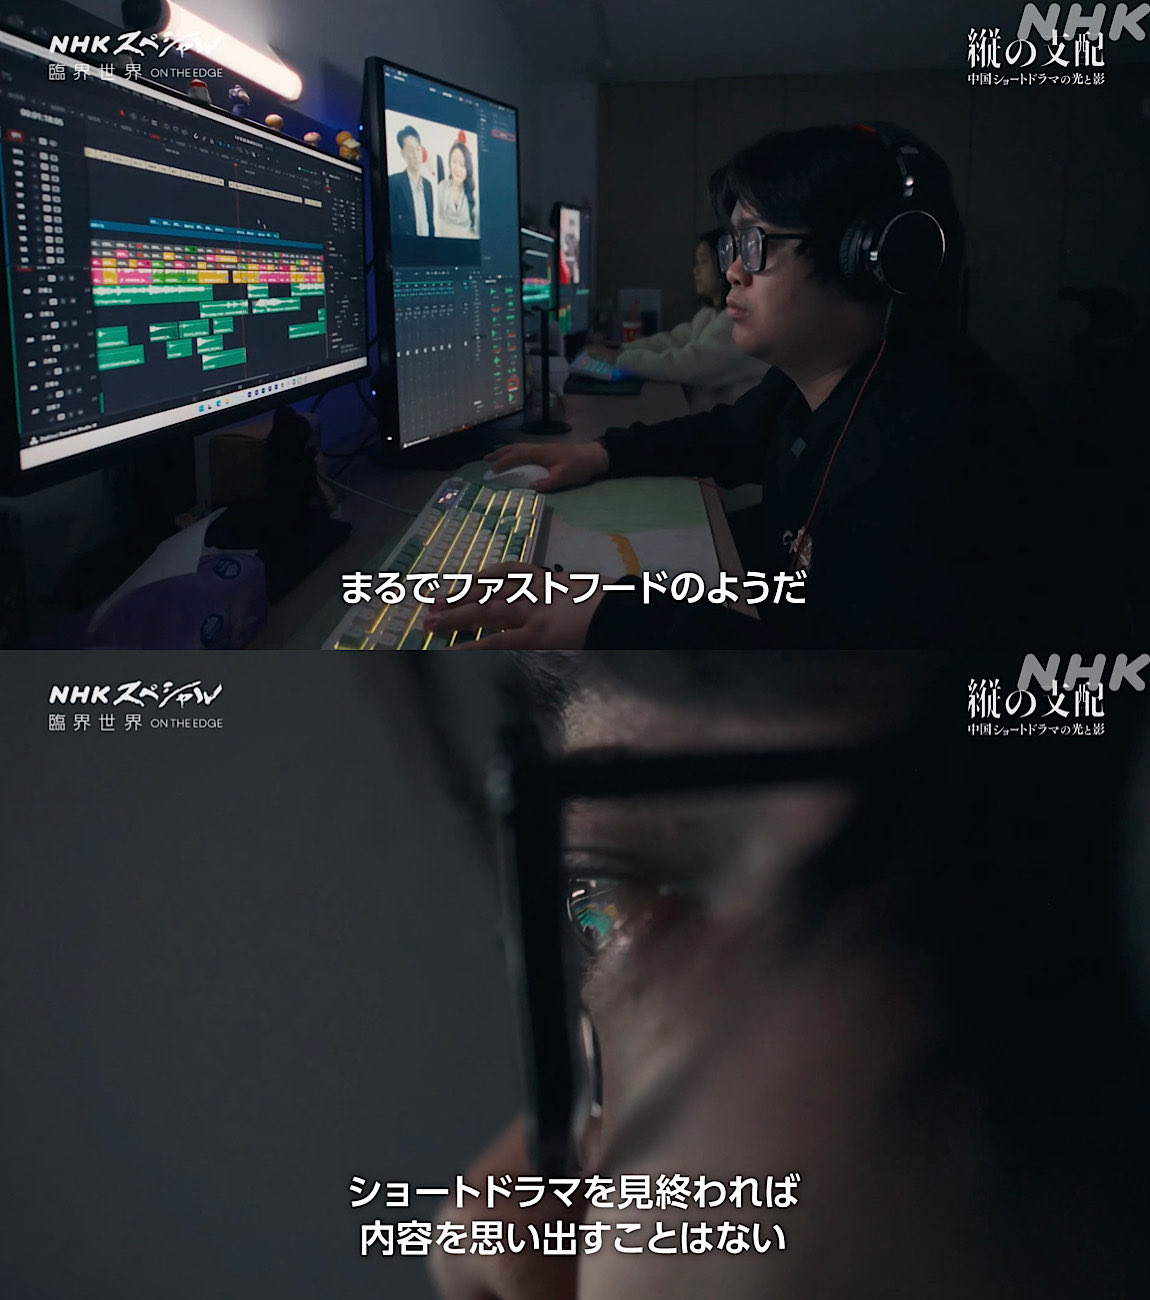 NHKスペシャル
臨界世界 ON THE EDGE
NHK
縦の支配
中国ショートドラマの光と影
00:01:18:05
まるでファストフードのようだ
NHKスペシャル
臨界世界 ON THE EDGE
NHK
縦の支配
中国ショートドラマの光と影
ショートドラマを見終われば
内容を思い出すことはない